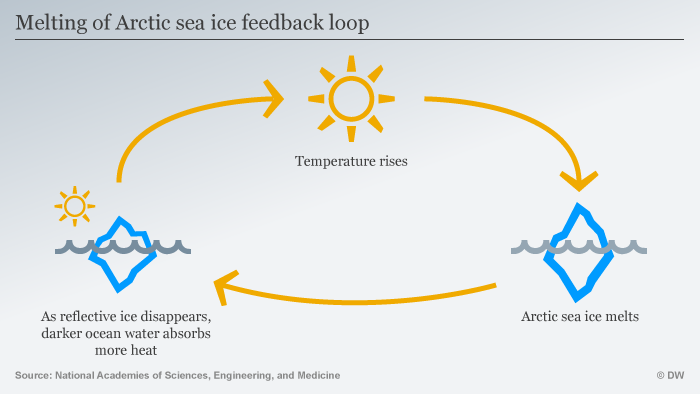 Melting of Arctic sea ice feedback loop
Temperature rises
As reflective ice disappears,
darker ocean water absorbs
more heat
Arctic sea ice melts
Source: National Academies of Sciences, Engineering, and Medicine
© DW